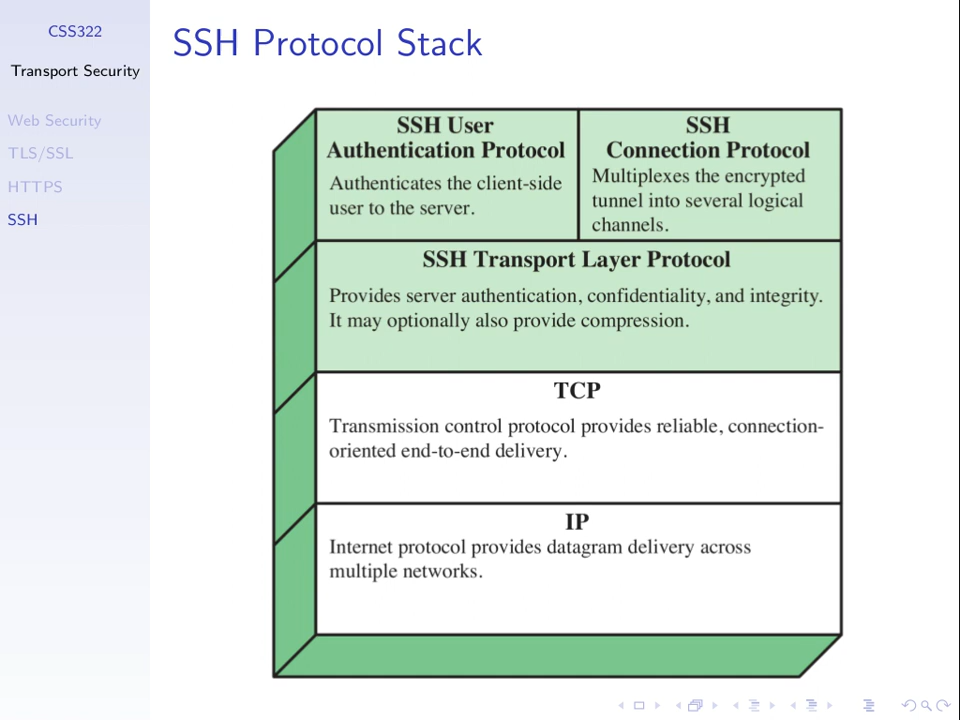 CSS322
Transport Security
Web Security
TLS/SSL
HTTPS
SSH
SSH Protocol Stack
SSH User
Authentication Protocol
Authenticates the client-side
user to the server.
SSH
Connection Protocol
Multiplexes the encrypted
tunnel into several logical
channels.
SSH Transport Layer Protocol
Provides server authentication, confidentiality, and integrity.
It may optionally also provide compression.
TCP
Transmission control protocol provides reliable, connection-
oriented end-to-end delivery.
IP
Internet protocol provides datagram delivery across
multiple networks.